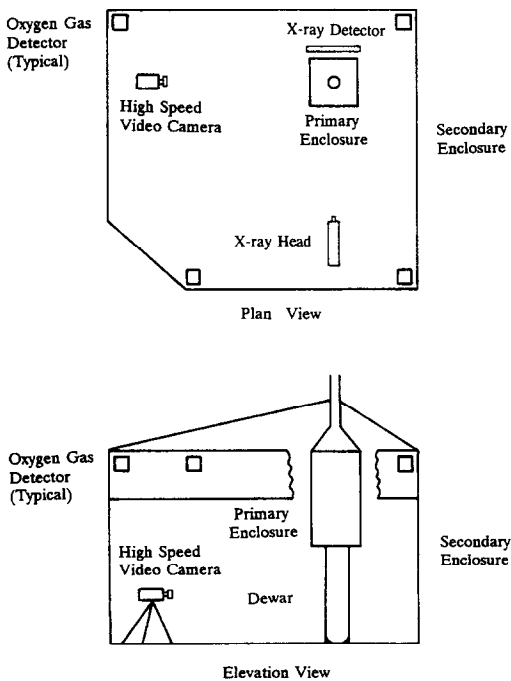 Oxygen Gas
Detector
(Typical)
X-ray Detector
High Speed
Video Camera
Primary
Enclosure
Secondary
Enclosure
X-ray Head
Plan View
Oxygen Gas
Detector
(Typical)
Primary
Enclosure
Secondary
Enclosure
High Speed
Video Camera
Dewar
Elevation View